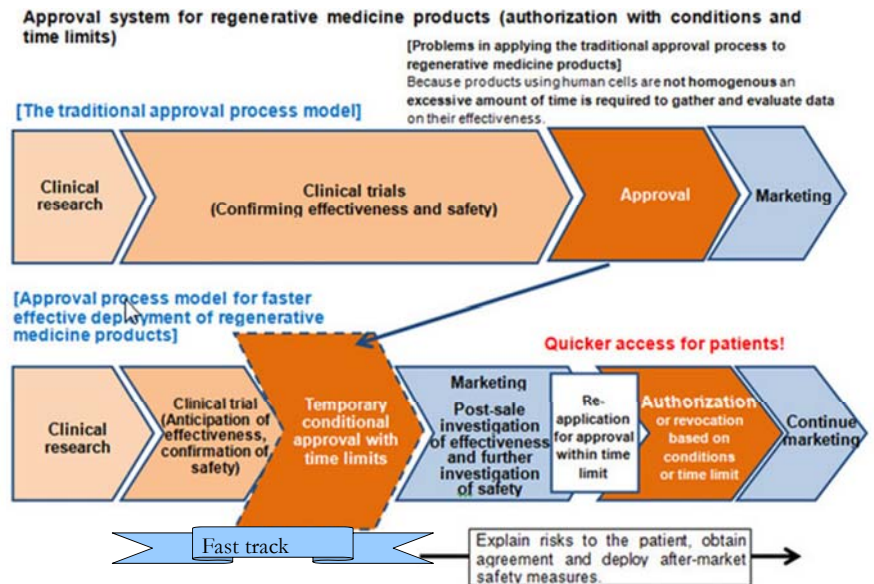 Approval system for regenerative medicine products (authorization with conditions and
time limits)
[Problems in applying the traditional approval process to
regenerative medicine products]
Because products using human cells are not homogenous an
excessive amount of time is required to gather and evaluate data
on their effectiveness.
[The traditional approval process model]
Clinical
research
Clinical trials
(Confirming effectiveness and safety)
Approval
Marketing
[Approval process model for faster
effective deployment of regenerative
medicine products]
Quicker access for patients!
Clinical
research
Clinical trial
(Anticipation of
effectiveness,
confirmation of
safety)
Temporary
conditional
approval with
time limits
Marketing
Post-sale
investigation
of effectiveness
and further
investigation
of safety
Re-
application
for approval
within time
limit
Authorization
or revocation
based on
conditions
or time limit
Continue
marketing
Fast track
Explain risks to the patient, obtain
agreement and deploy after-market
safety measures.